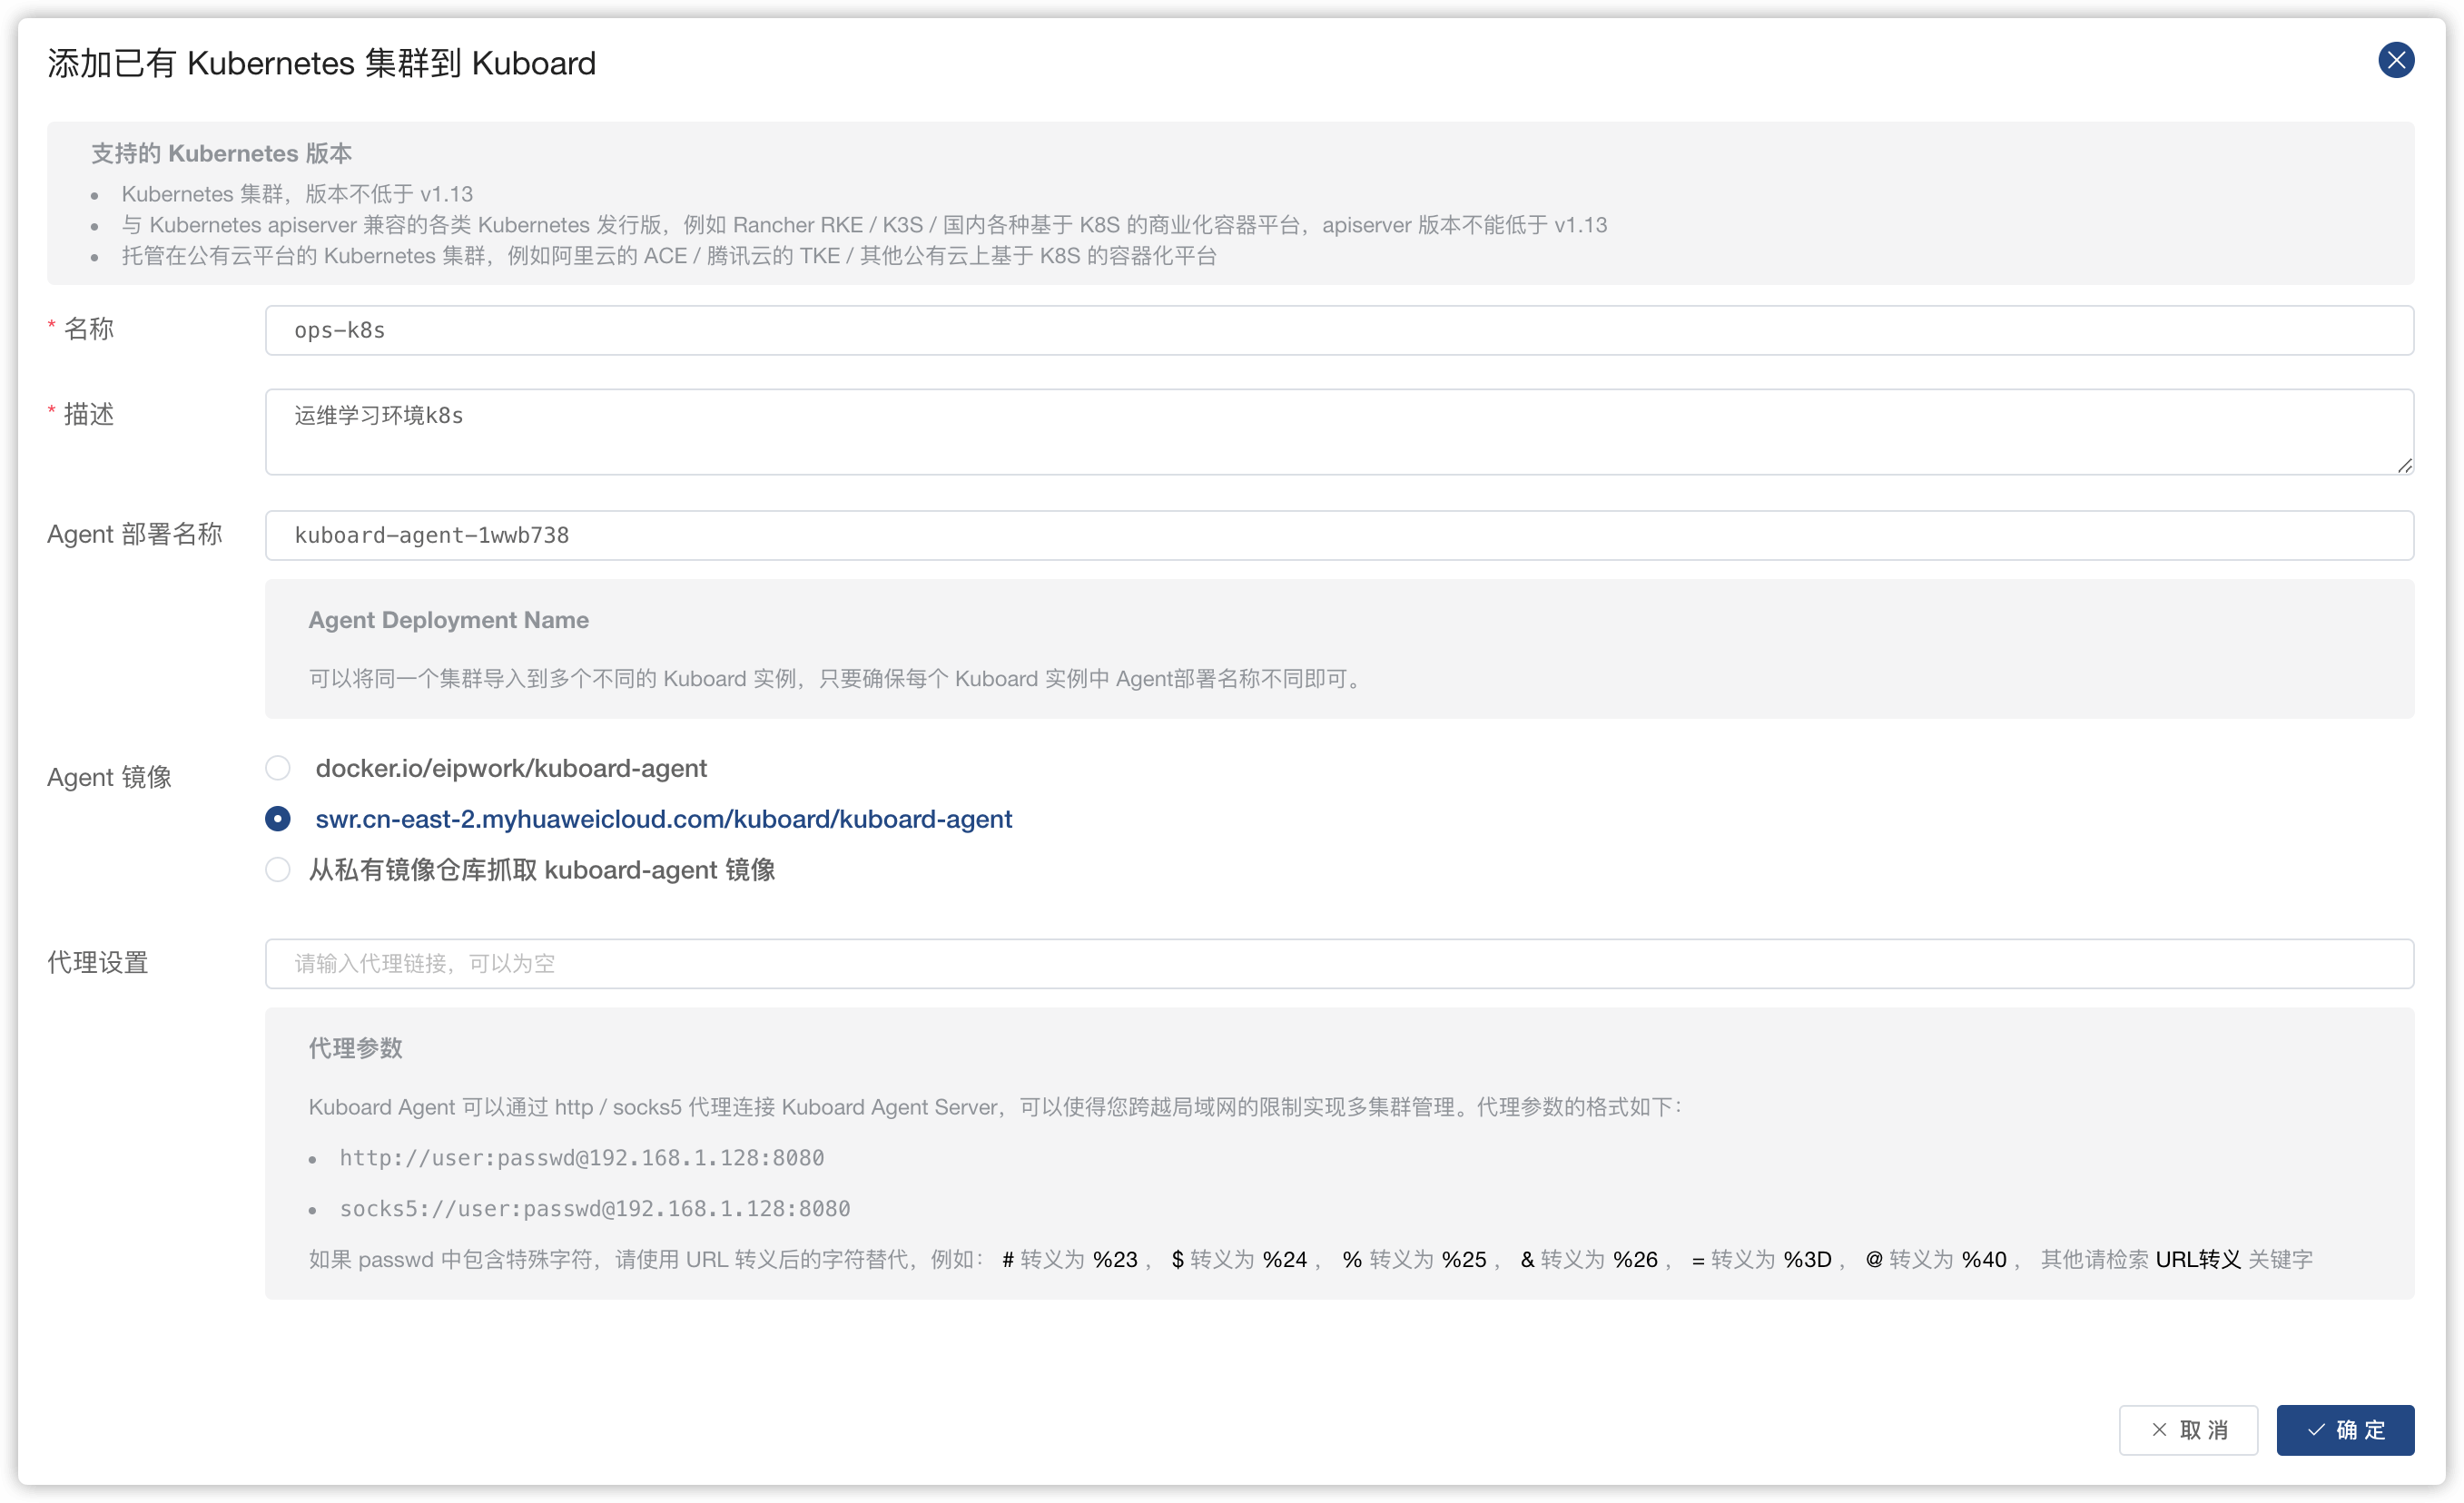 添加已有 Kubernetes 集群到 Kuboard
支持的 Kubernetes 版本
Kubernetes 集群，版本不低于 v1.13
与 Kubernetes apiserver 兼容的各类 Kubernetes 发行版，例如 Rancher RKE / K3S / 国内各种基于 K8S 的商业化容器平台，apiserver 版本不能低于 v1.13
托管在公有云平台的 Kubernetes 集群，例如阿里云的 ACE / 腾讯云的 TKE / 其他公有云上基于 K8S 的容器化平台
* 名称
ops-k8s
* 描述
运维学习环境k8s
Agent 部署名称
kuboard-agent-1wwb738
Agent Deployment Name
可以将同一个集群导入到多个不同的 Kuboard 实例，只要确保每个 Kuboard 实例中 Agent部署名称不同即可。
Agent 镜像
docker.io/eipwork/kuboard-agent
swr.cn-east-2.myhuaweicloud.com/kuboard/kuboard-agent
从私有镜像仓库抓取 kuboard-agent 镜像
代理设置
请输入代理链接，可以为空
代理参数
Kuboard Agent 可以通过 http / socks5 代理连接 Kuboard Agent Server，可以使得您跨越局域网的限制实现多集群管理。代理参数的格式如下：
http://user:passwd@192.168.1.128:8080
socks5://user:passwd@192.168.1.128:8080
如果 passwd 中包含特殊字符，请使用 URL 转义后的字符替代，例如： # 转义为 %23 ， $ 转义为 %24 ， % 转义为 %25 ， & 转义为 %26 ， = 转义为 %3D ， @ 转义为 %40 ， 其他请检索 URL转义 关键字
取 消
确 定